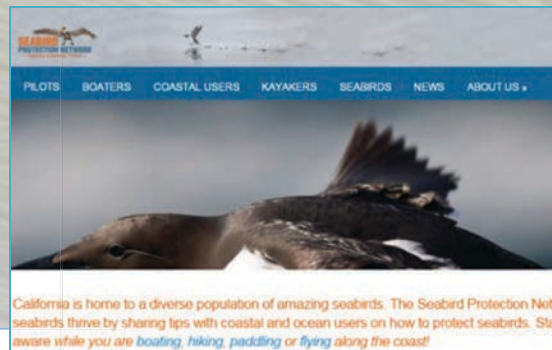 SEABIRD
PROTECTION NETWORK
PILOTS BOATERS COASTAL USERS KAYAKERS SEABIRDS NEWS ABOUT US »
California is home to a diverse population of amazing seabirds. The Seabird Protection Net
seabirds thrive by sharing tips with coastal and ocean users on how to protect seabirds. St
aware while you are boating, hiking, paddling or flying along the coast!